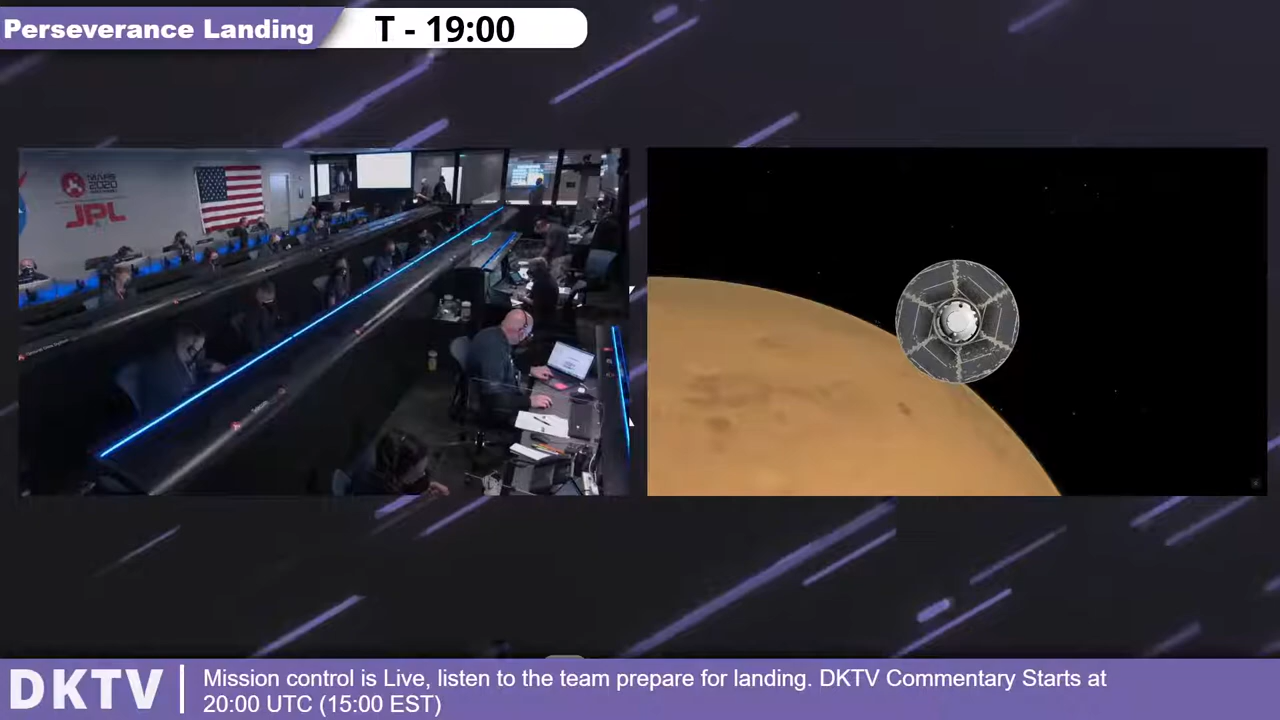 Perseverance Landing
T - 19:00
MARS
2020
JPL
DKTV
Mission control is Live, listen to the team prepare for landing. DKTV Commentary Starts at
20:00 UTC (15:00 EST)